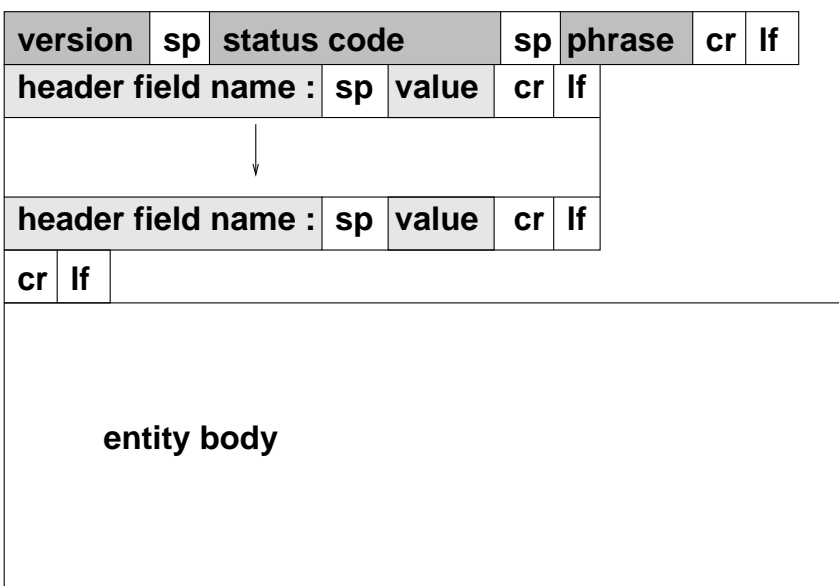 version sp status code sp phrase cr lf
header field name : sp value cr lf
header field name : sp value cr lf
cr lf
entity body